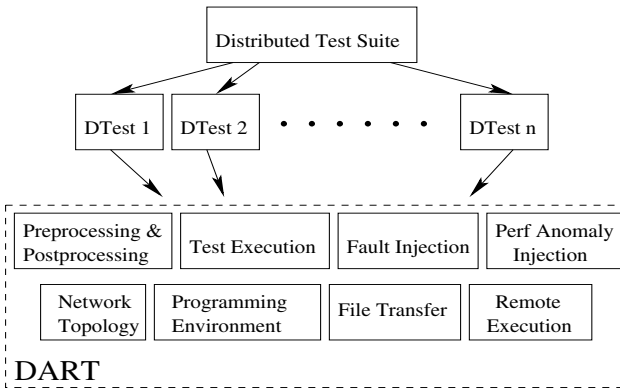 Distributed Test Suite
DTest 1
DTest 2
DTest n
Preprocessing &
Postprocessing
Test Execution
Fault Injection
Perf Anomaly
Injection
Network
Topology
Programming
Environment
File Transfer
Remote
Execution
DART